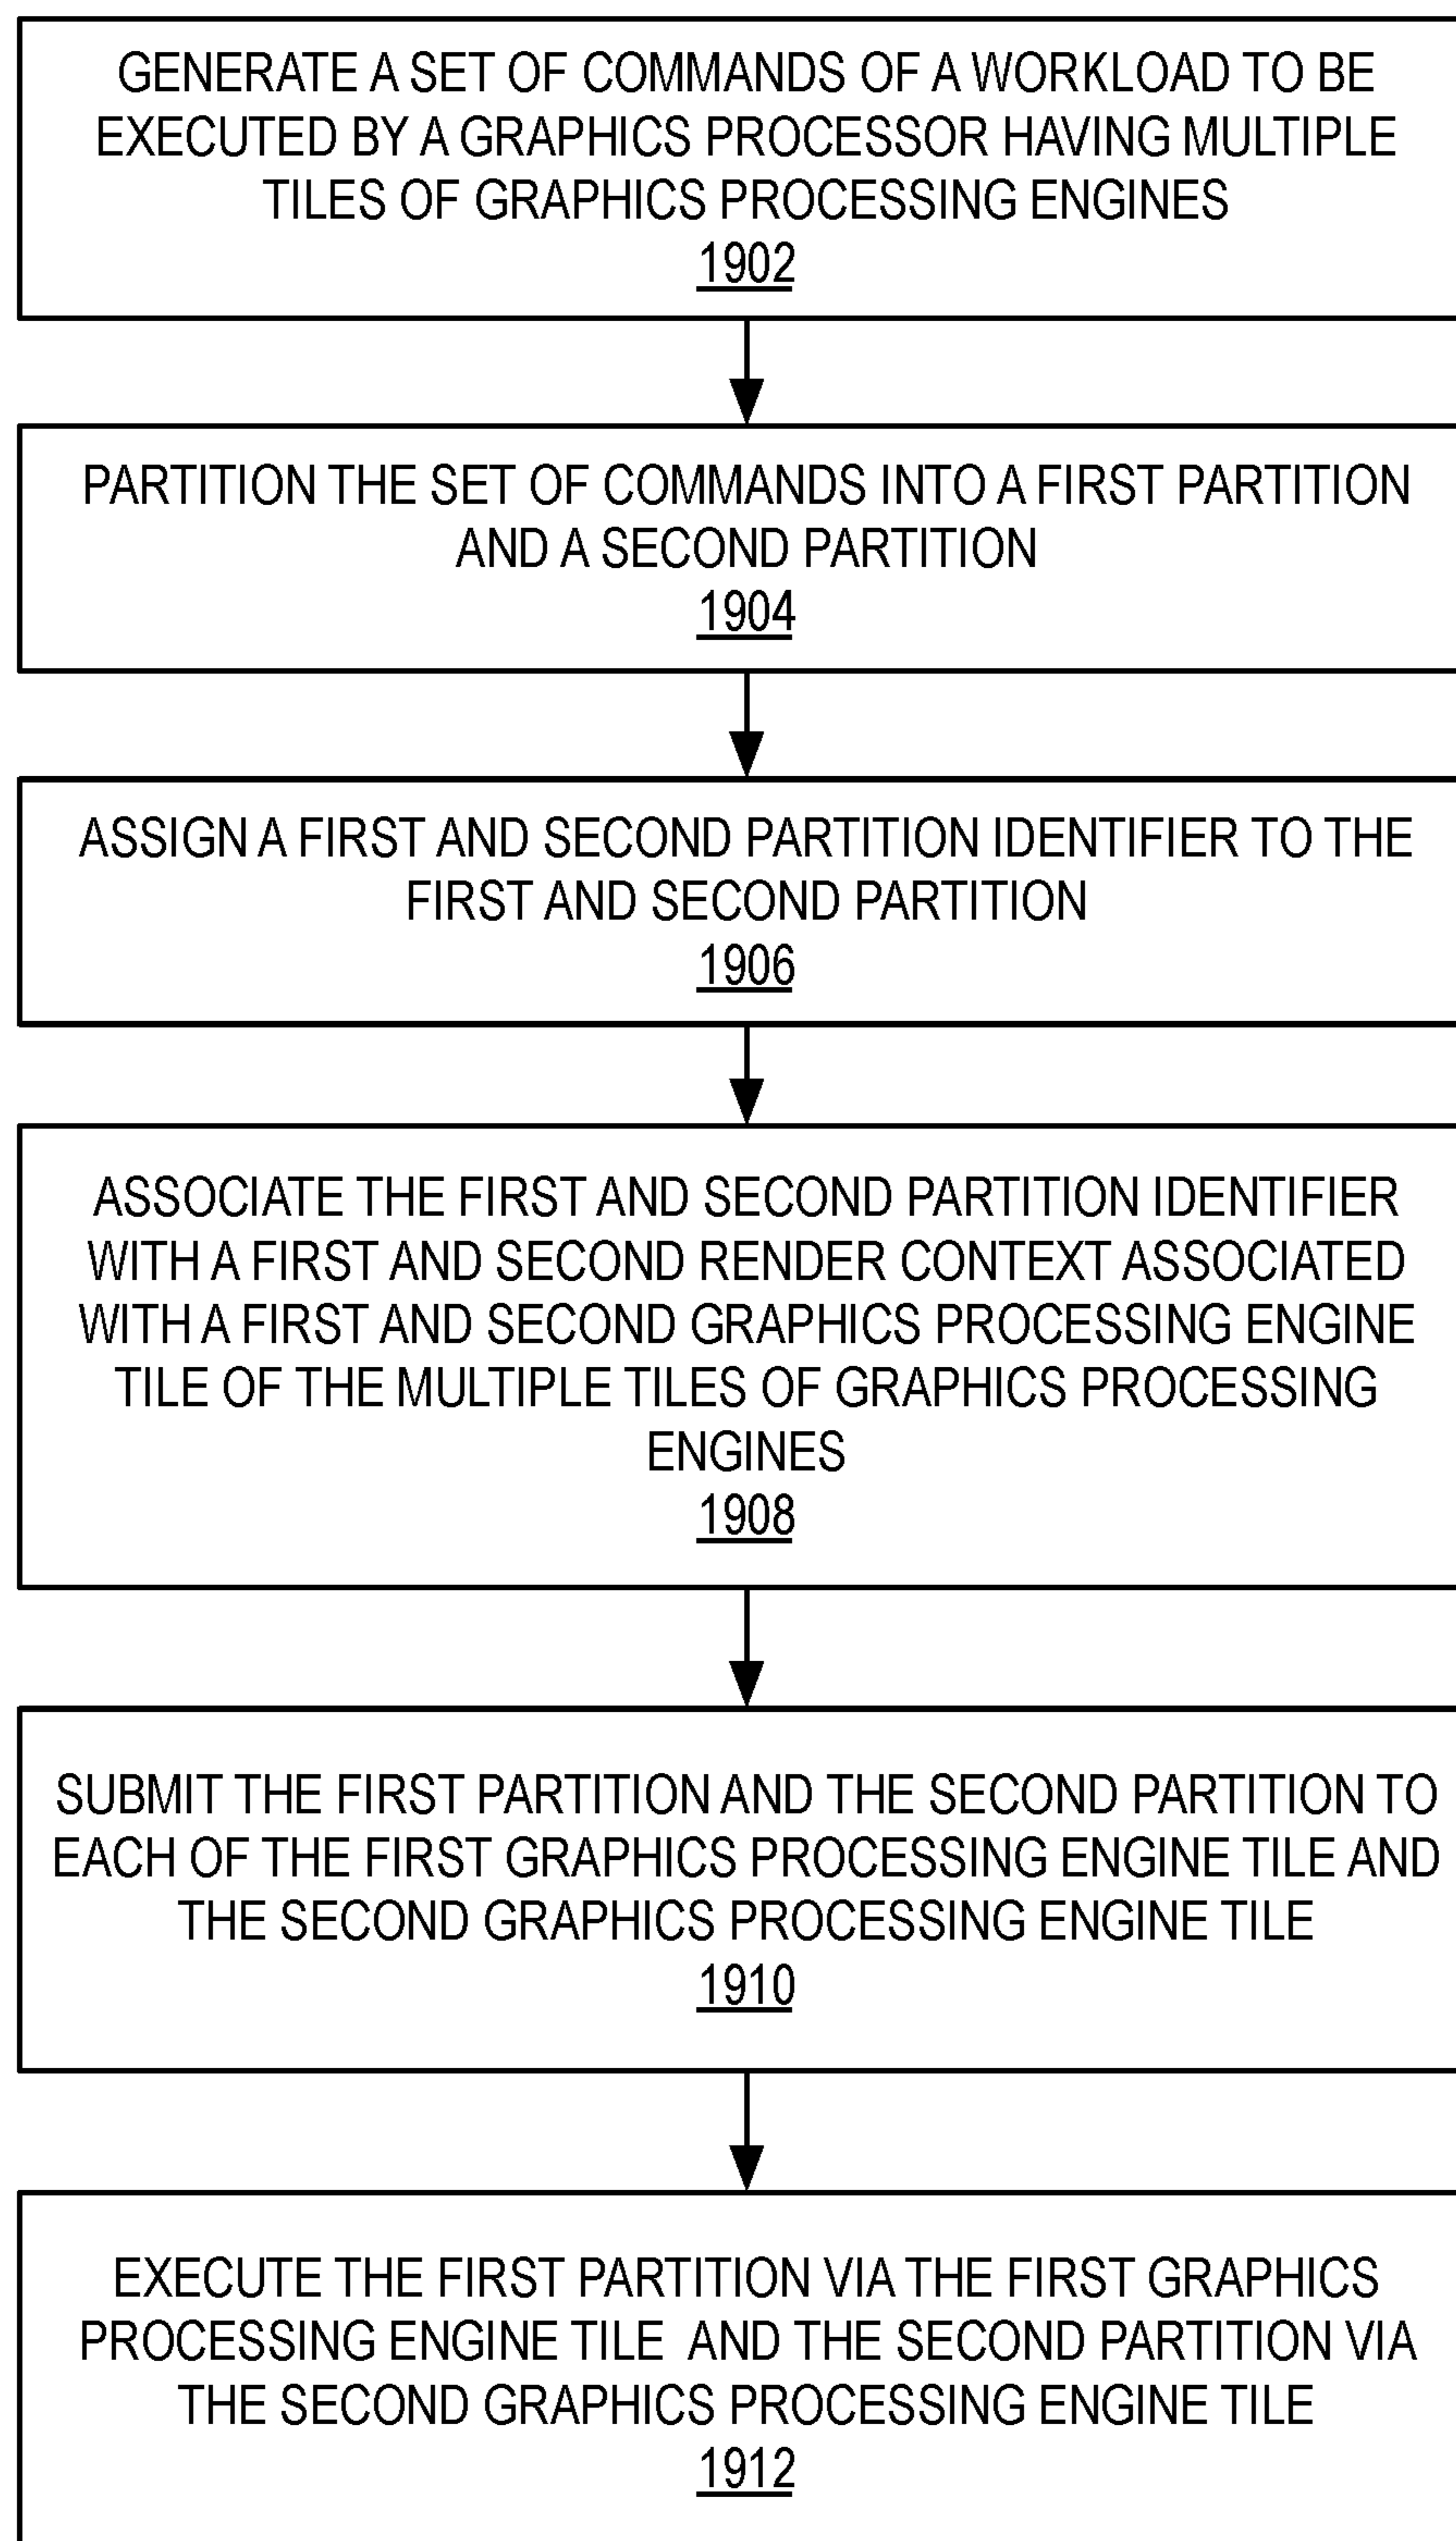 GENERATE A SET OF COMMANDS OF A WORKLOAD TO BE
EXECUTED BY A GRAPHICS PROCESSOR HAVING MULTIPLE
TILES OF GRAPHICS PROCESSING ENGINES
1902
PARTITION THE SET OF COMMANDS INTO A FIRST PARTITION
AND A SECOND PARTITION
1904
ASSIGN A FIRST AND SECOND PARTITION IDENTIFIER TO THE
FIRST AND SECOND PARTITION
1906
ASSOCIATE THE FIRST AND SECOND PARTITION IDENTIFIER
WITH A FIRST AND SECOND RENDER CONTEXT ASSOCIATED
WITH A FIRST AND SECOND GRAPHICS PROCESSING ENGINE
TILE OF THE MULTIPLE TILES OF GRAPHICS PROCESSING
ENGINES
1908
SUBMIT THE FIRST PARTITION AND THE SECOND PARTITION TO
EACH OF THE FIRST GRAPHICS PROCESSING ENGINE TILE AND
THE SECOND GRAPHICS PROCESSING ENGINE TILE
1910
EXECUTE THE FIRST PARTITION VIA THE FIRST GRAPHICS
PROCESSING ENGINE TILE AND THE SECOND PARTITION VIA
THE SECOND GRAPHICS PROCESSING ENGINE TILE
1912